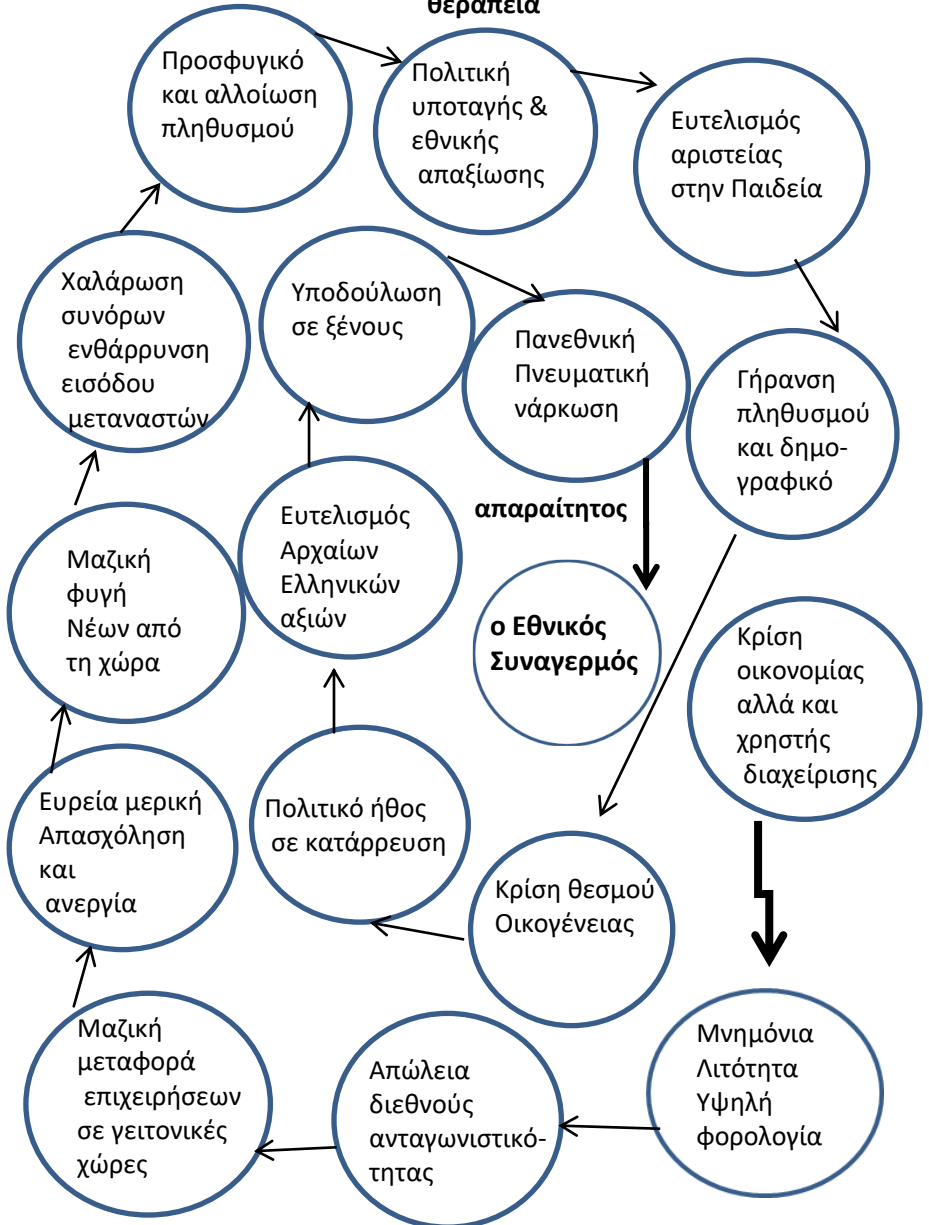 θεραπεία
Προσφυγικό
και αλλοίωση
πληθυσμού
Πολιτική
υποταγής &
εθνικής
απαξίωσης
Ευτελισμός
αριστείας
στην Παιδεία
Χαλάρωση
συνόρων
ενθάρρυνση
εισόδου
μεταναστών
Υποδούλωση
σε ξένους
Πανεθνική
Πνευματική
νάρκωση
Γήρανση
πληθυσμού
και δημο-
γραφικό
Μαζική
φυγή
Νέων από
τη χώρα
Ευτελισμός
Αρχαίων
Ελληνικών
αξιών
απαραίτητος
ο Εθνικός
Συναγερμός
Κρίση
οικονομίας
αλλά και
χρηστής
διαχείρισης
Ευρεία μερική
Απασχόληση
και
ανεργία
Πολιτικό ήθος
σε κατάρρευση
Κρίση θεσμού
Οικογένειας
Μαζική
μεταφορά
επιχειρήσεων
σε γειτονικές
χώρες
Απώλεια
διεθνούς
ανταγωνιστικό-
τητας
Μνημόνια
Λιτότητα
Υψηλή
φορολογία